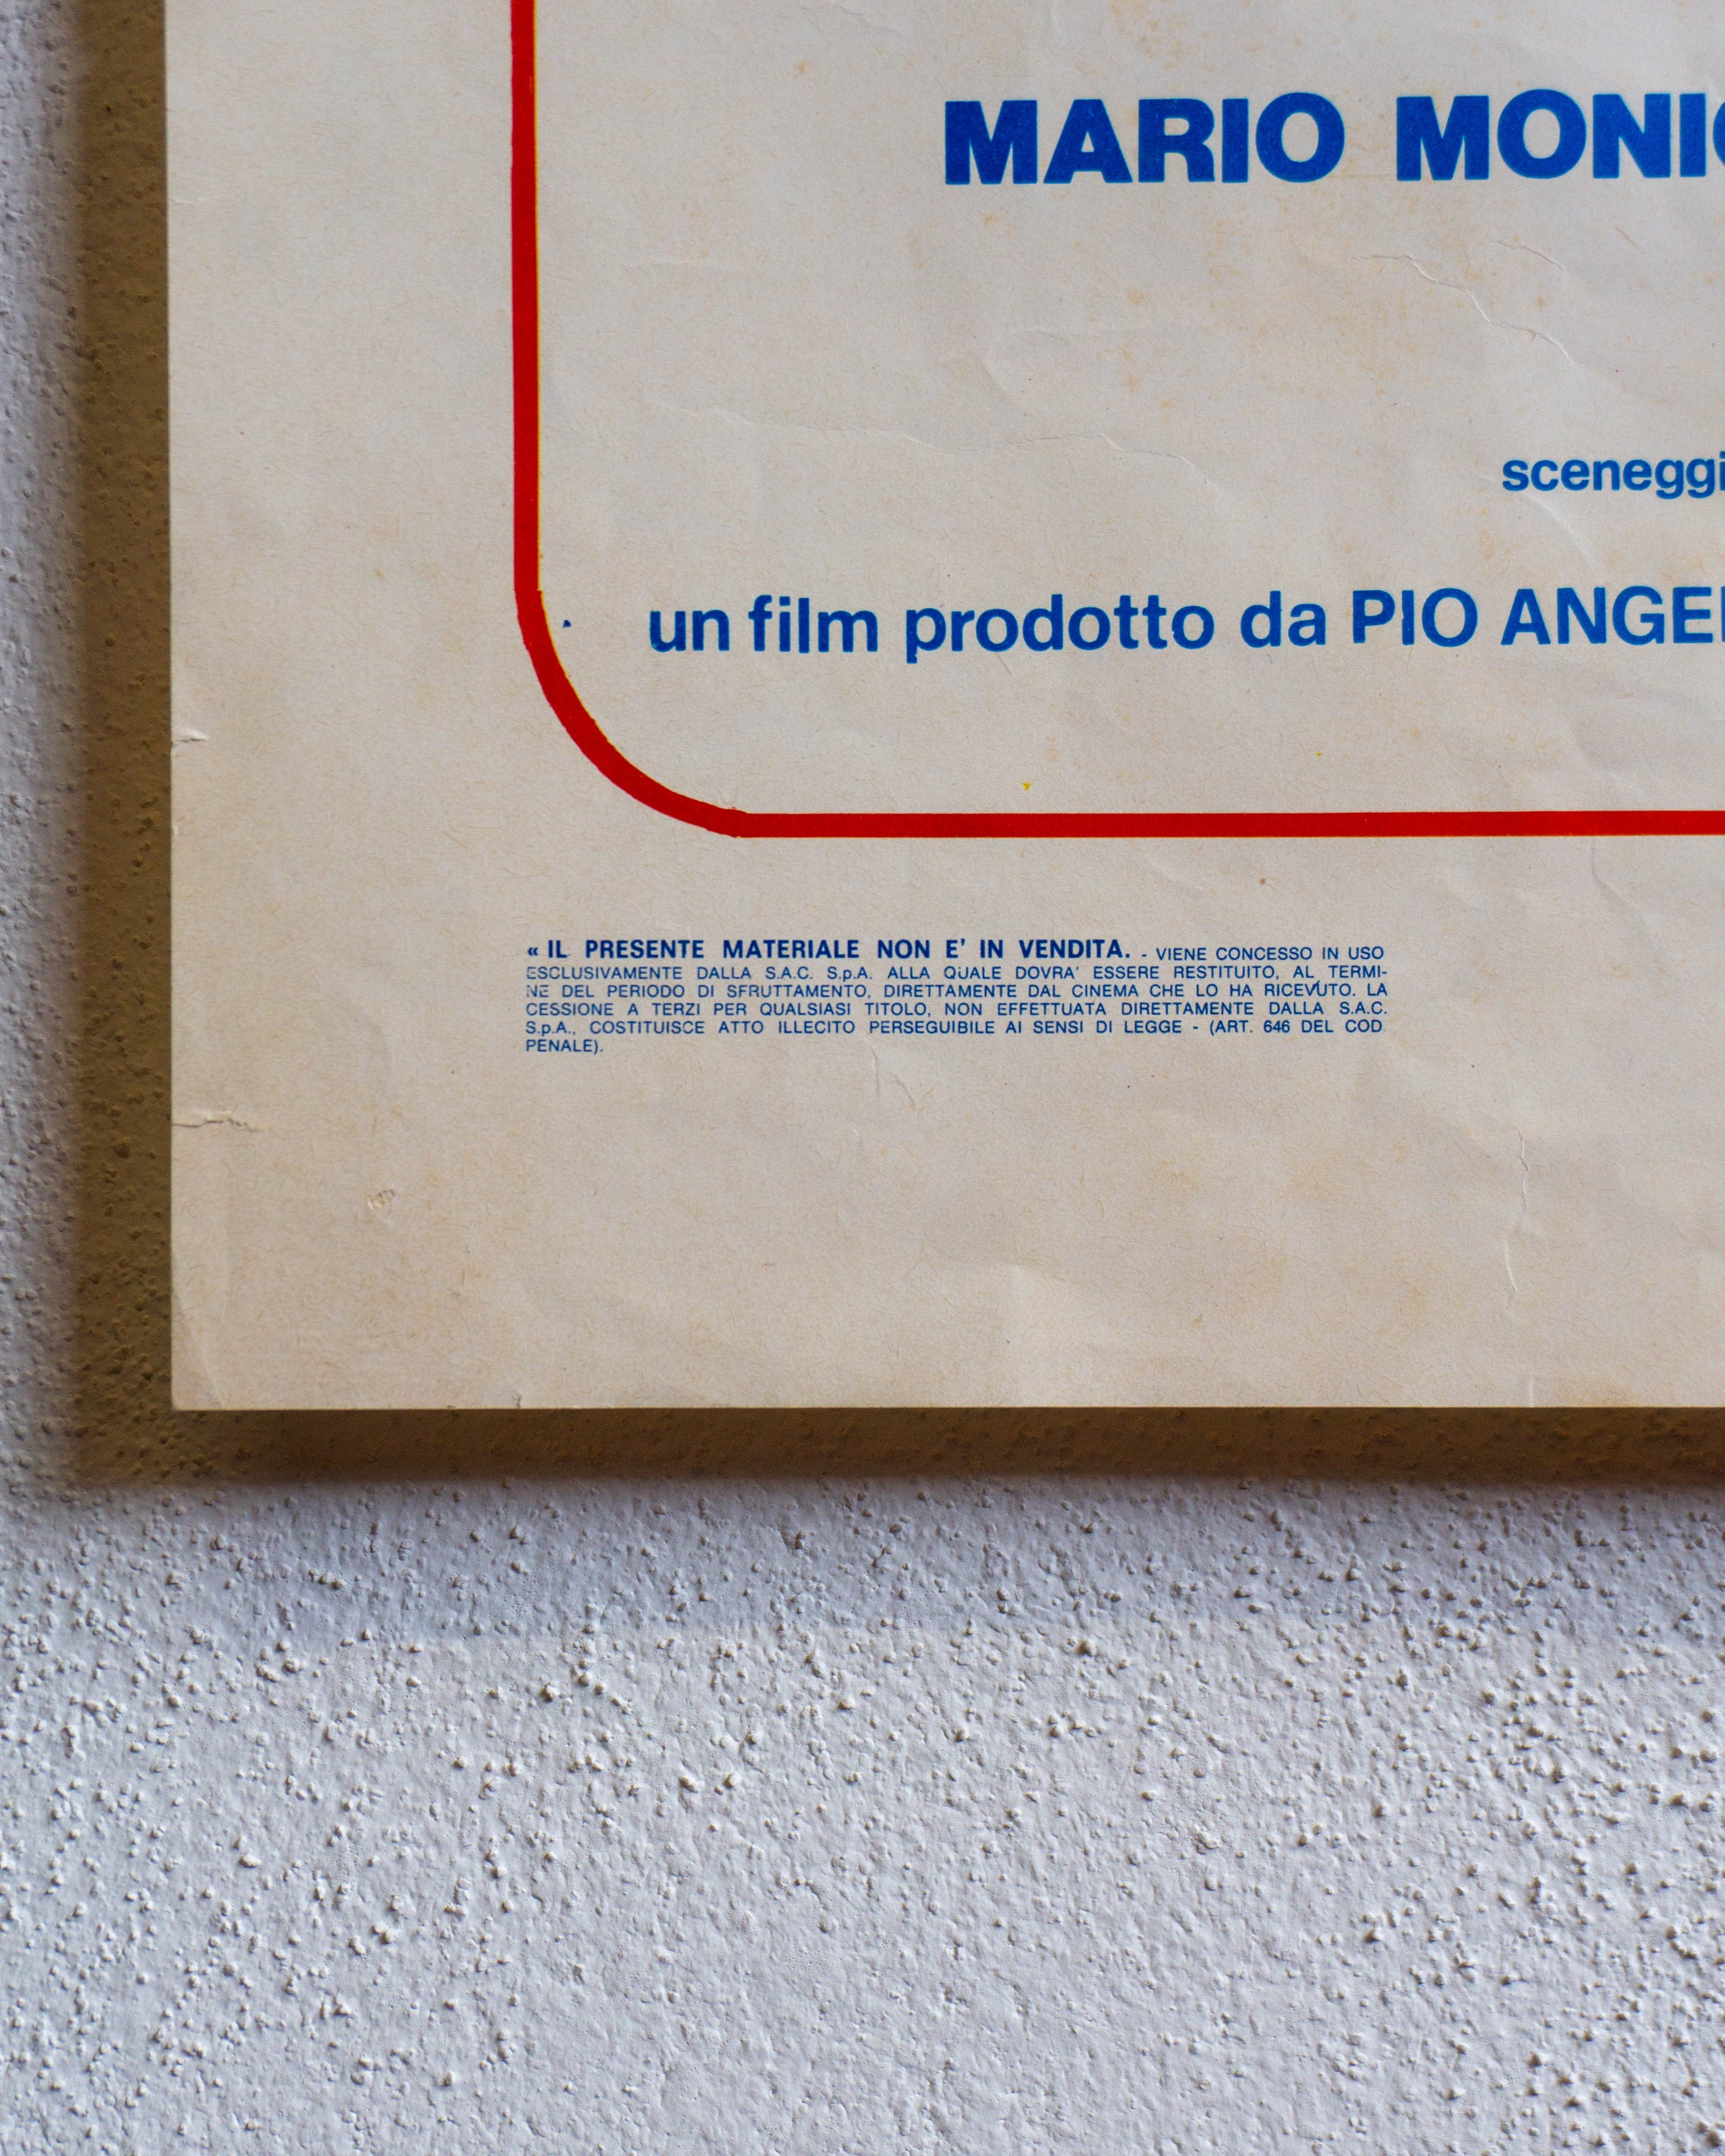 MARIO MONIC
sceneggi
un film prodotto da PIO ANGEL
« IL PRESENTE MATERIALE NON E' IN VENDITA. - VIENE CONCESSO IN USO
ESCLUSIVAMENTE DALLA S.A.C. S.p.A. ALLA QUALE DOVRA' ESSERE RESTITUITO, AL TERMI-
NE DEL PERIODO DI SFRUTTAMENTO, DIRETTAMENTE DAL CINEMA CHE LO HA RICEVUTO. LA
CESSIONE A TERZI PER QUALSIASI TITOLO, NON EFFETTUATA DIRETTAMENTE DALLA S.A.C.
S.p.A., COSTITUISCE ATTO ILLECITO PERSEGUIBILE AI SENSI DI LEGGE - (ART. 646 DEL COD
PENALE).